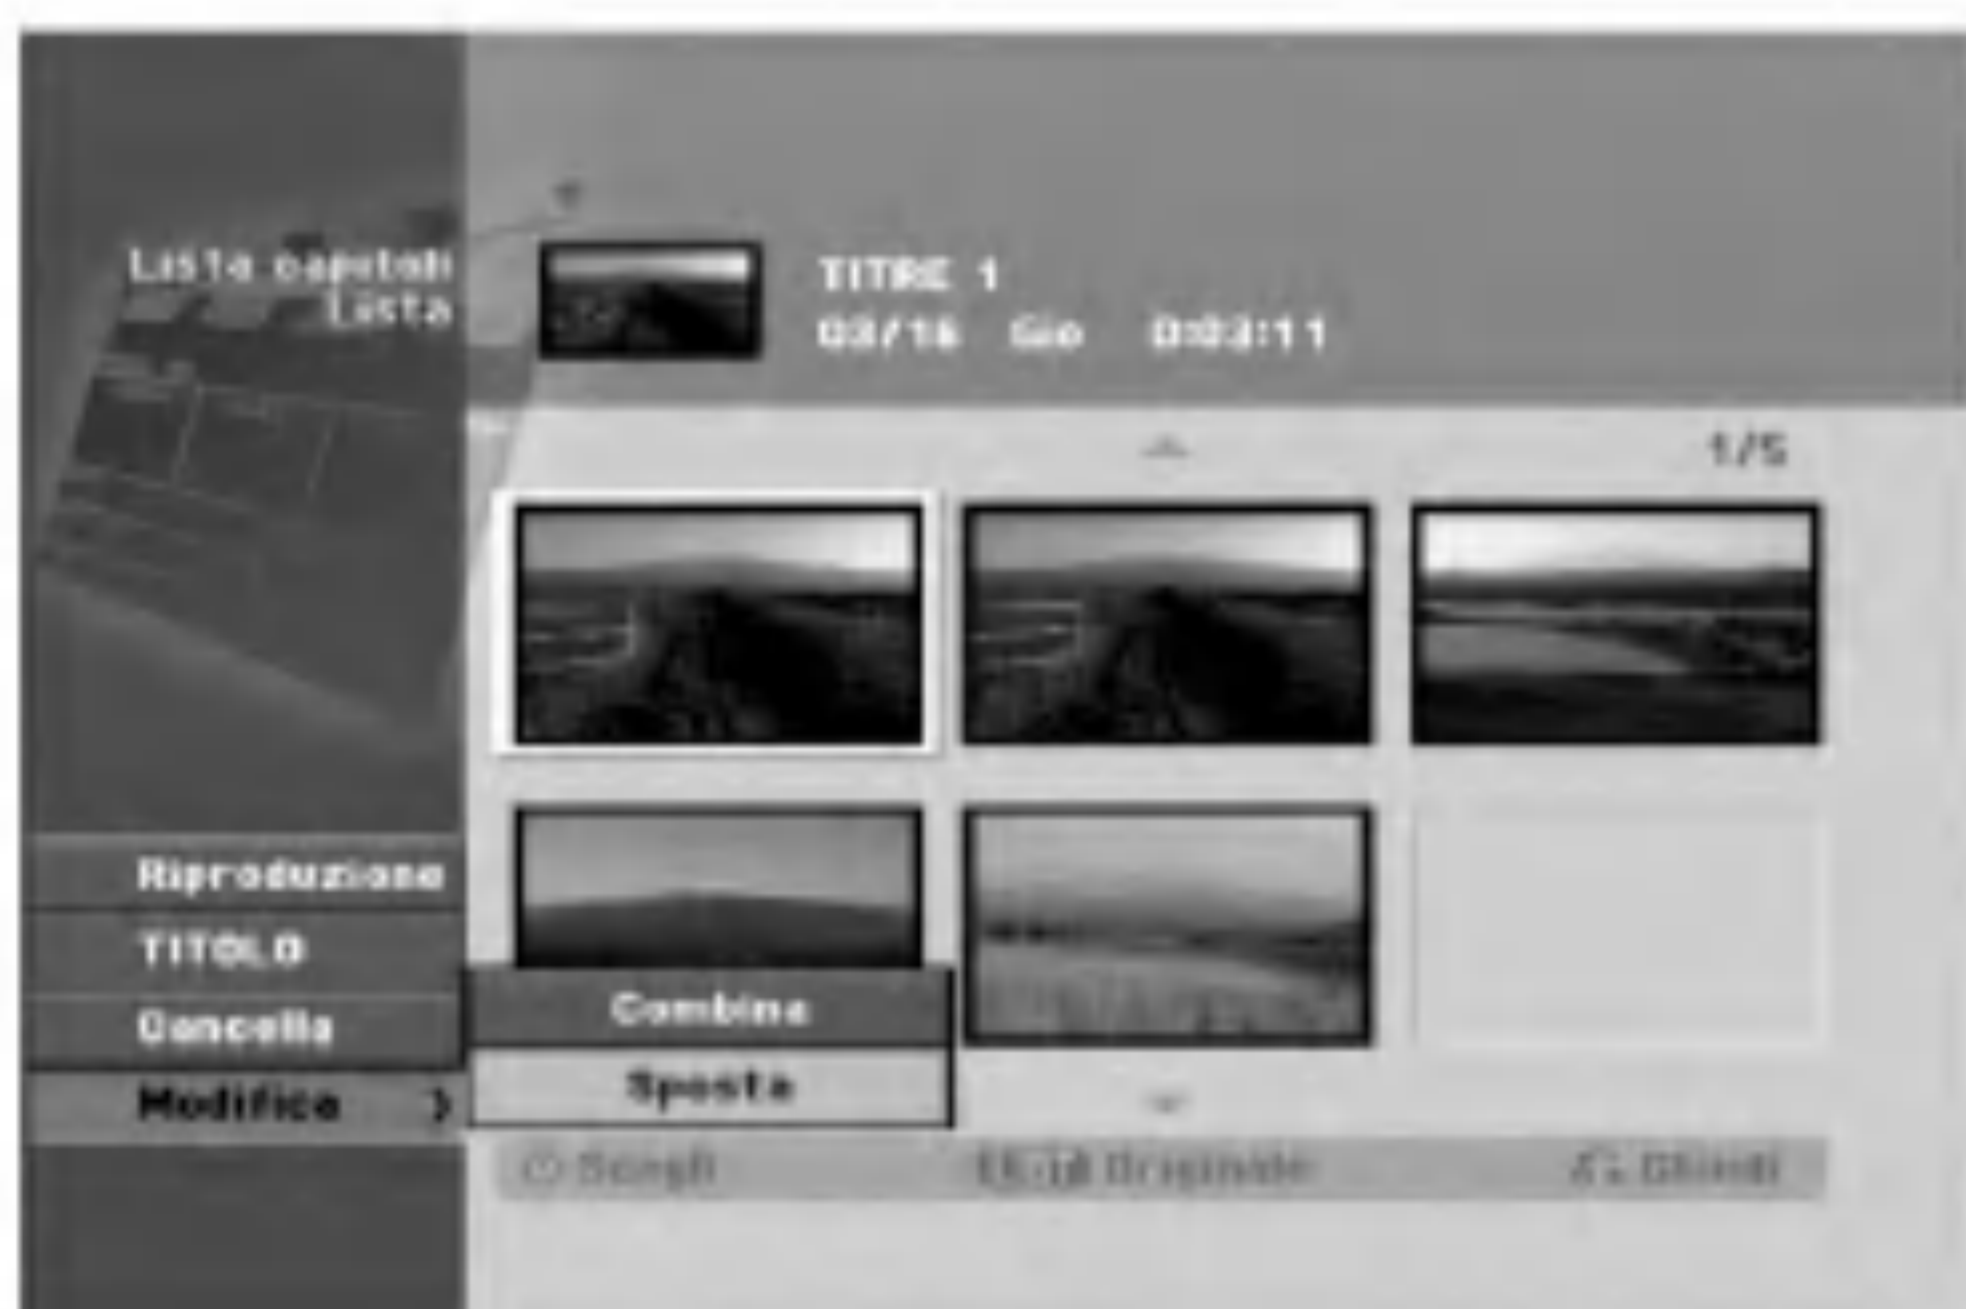 Lista capitoli
Lista
TITRE 1
03/16 Gio 0:03:11
1/5
Riproduzione
TITOLO
Cancella
Modifica
Combina
Sposta
Scegli
Originale
Chiudi